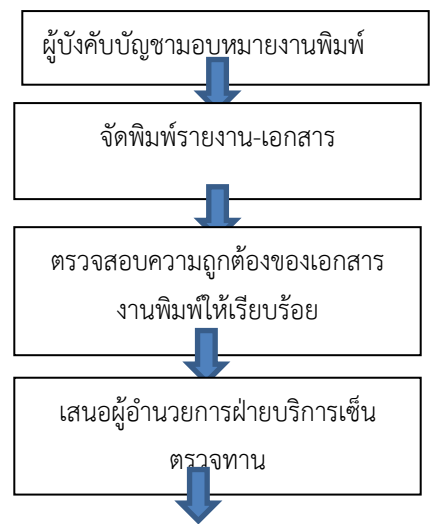 ผู้บังคับบัญชามอบหมายงานพิมพ์
จัดพิมพ์รายงาน-เอกสาร
ตรวจสอบความถูกต้องของเอกสาร
งานพิมพ์ให้เรียบร้อย
เสนอผู้อำนวยการฝ่ายบริการเซ็น
ตรวจทาน